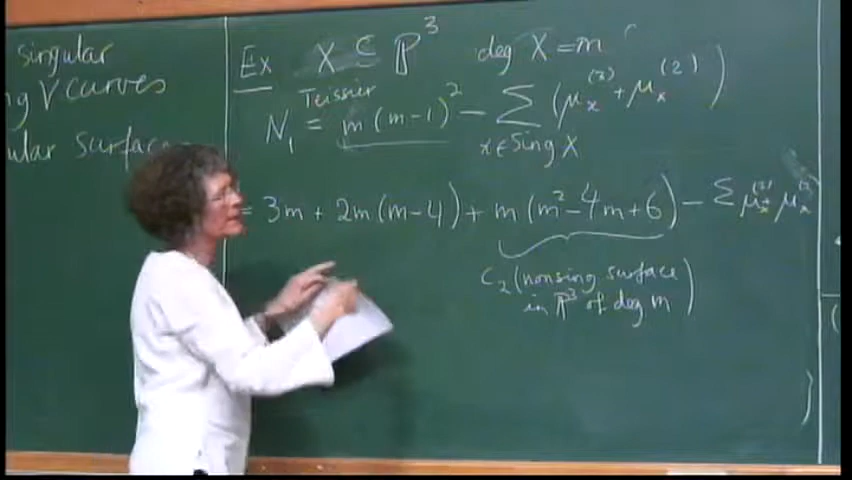 singular
ng V curves
ular surfac
Ex X ⊆ ℙ³ deg X = m
Teissier
N₁ = m(m-1)² - ∑ (μₓ⁽³⁾ + μₓ⁽²⁾)
x ∈ Sing X
= 3m + 2m(m-4) + m(m²-4m+6) - ∑ μₓ⁽³⁾ + μₓ⁽²⁾
c₂(nonsing surface
in ℙ³ of deg m)